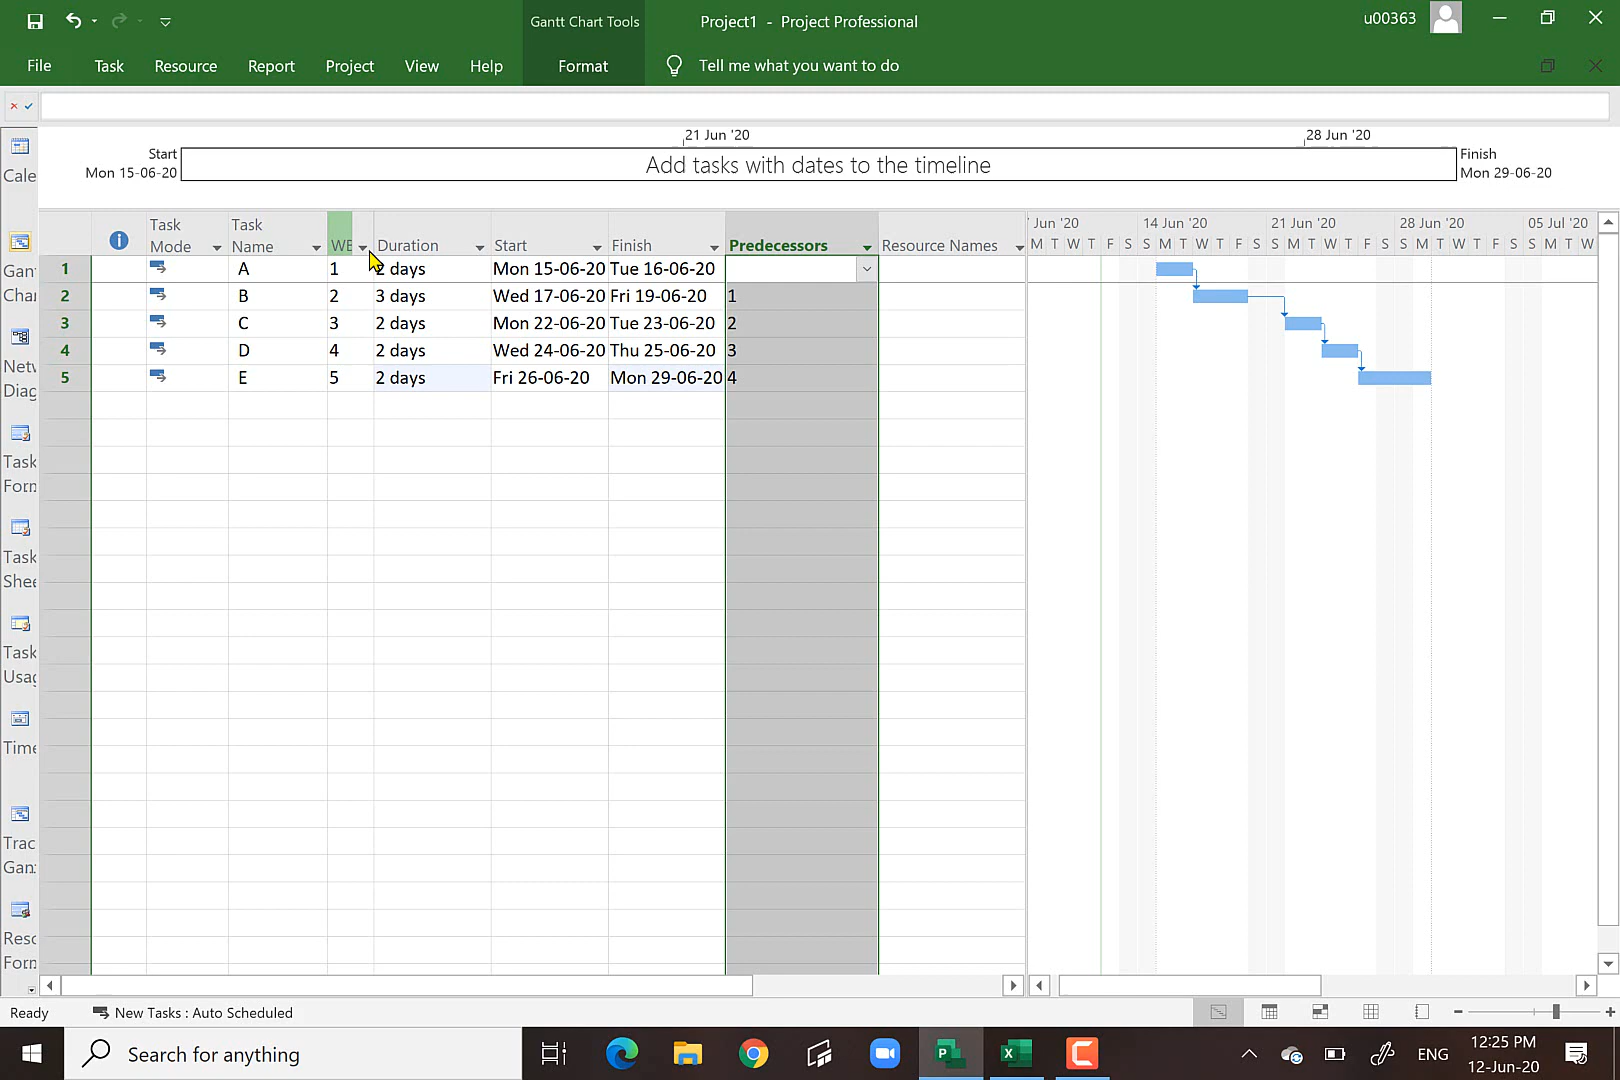 Gantt Chart Tools
Project1 - Project Professional
u00363
File Task Resource Report Project View Help Format Tell me what you want to do
21 Jun '20 28 Jun '20
Start
Mon 15-06-20
Add tasks with dates to the timeline
Finish
Mon 29-06-20
Task Mode Task Name WB Duration Start Finish Predecessors Resource Names
Jun '20 14 Jun '20 21 Jun '20 28 Jun '20 05 Jul '20
M T W T F S S M T W T F S S M T W T F S S M T W T F S S M T W
1 A 1 2 days Mon 15-06-20 Tue 16-06-20
2 B 2 3 days Wed 17-06-20 Fri 19-06-20 1
3 C 3 2 days Mon 22-06-20 Tue 23-06-20 2
4 D 4 2 days Wed 24-06-20 Thu 25-06-20 3
5 E 5 2 days Fri 26-06-20 Mon 29-06-20 4
Cale
Gan
Char
Netv
Diag
Task
Forn
Task
Shee
Task
Usag
Time
Trac
Gan
Reso
Forn
Ready New Tasks : Auto Scheduled
Search for anything
ENG
12:25 PM
12-Jun-20